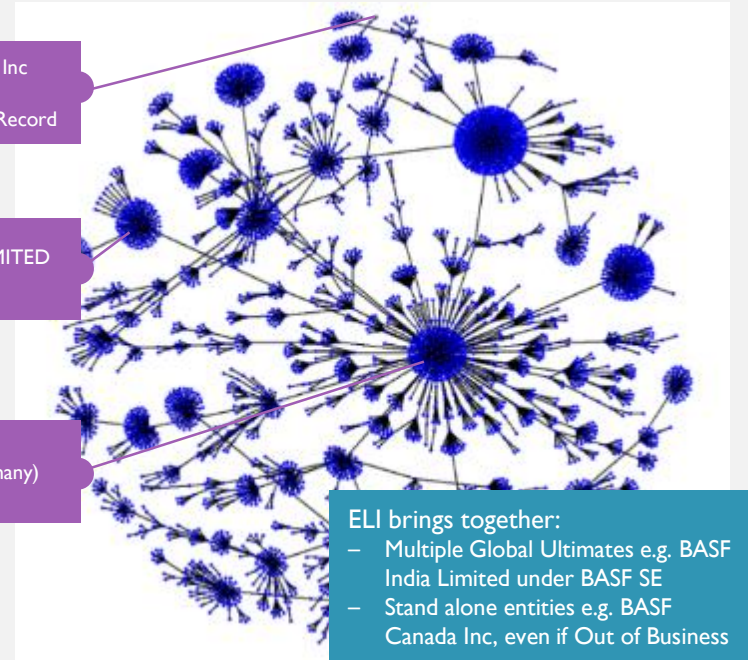 Inc
Record
MITED
many)
ELI brings together:
– Multiple Global Ultimates e.g. BASF
India Limited under BASF SE
– Stand alone entities e.g. BASF
Canada Inc, even if Out of Business